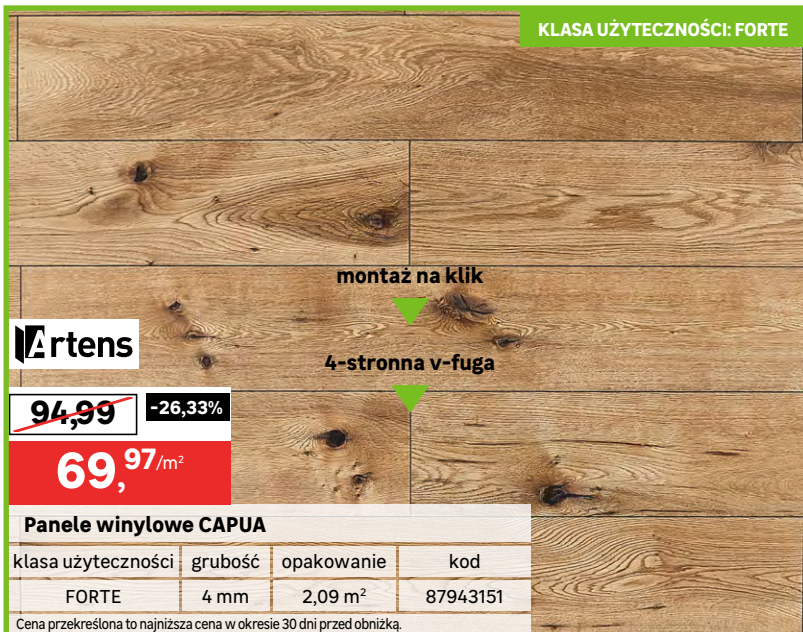 KLASA UŻYTECZNOŚCI: FORTE
montaż na klik
4-stronna v-fuga
Artens
94,99 -26,33%
69,97/m²
Panele winylowe CAPUA
klasa użyteczności grubość opakowanie kod
FORTE 4 mm 2,09 m² 87943151
Cena przekreślona to najniższa cena w okresie 30 dni przed obniżką.